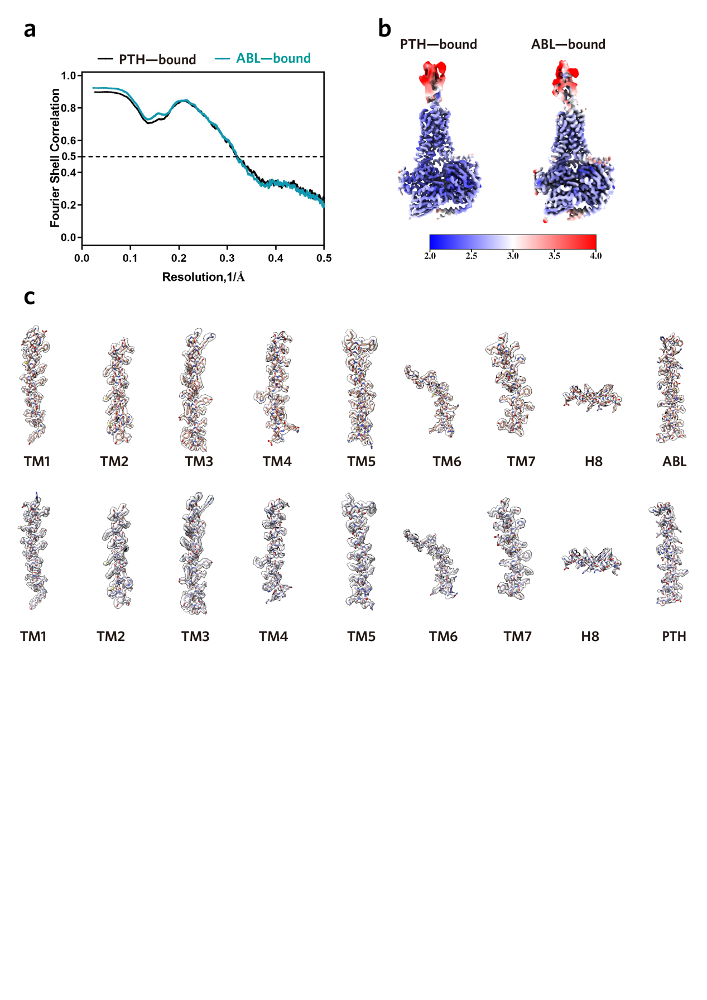 a
b
PTH—bound
ABL—bound
PTH—bound
ABL—bound
Fourier Shell Correlation
1.0
0.8
0.6
0.5
0.4
0.2
0.0
0.0
0.1
0.2
0.3
0.4
0.5
Resolution,1/Å
2.0
2.5
3.0
3.5
4.0
c
TM1
TM2
TM3
TM4
TM5
TM6
TM7
H8
ABL
TM1
TM2
TM3
TM4
TM5
TM6
TM7
H8
PTH